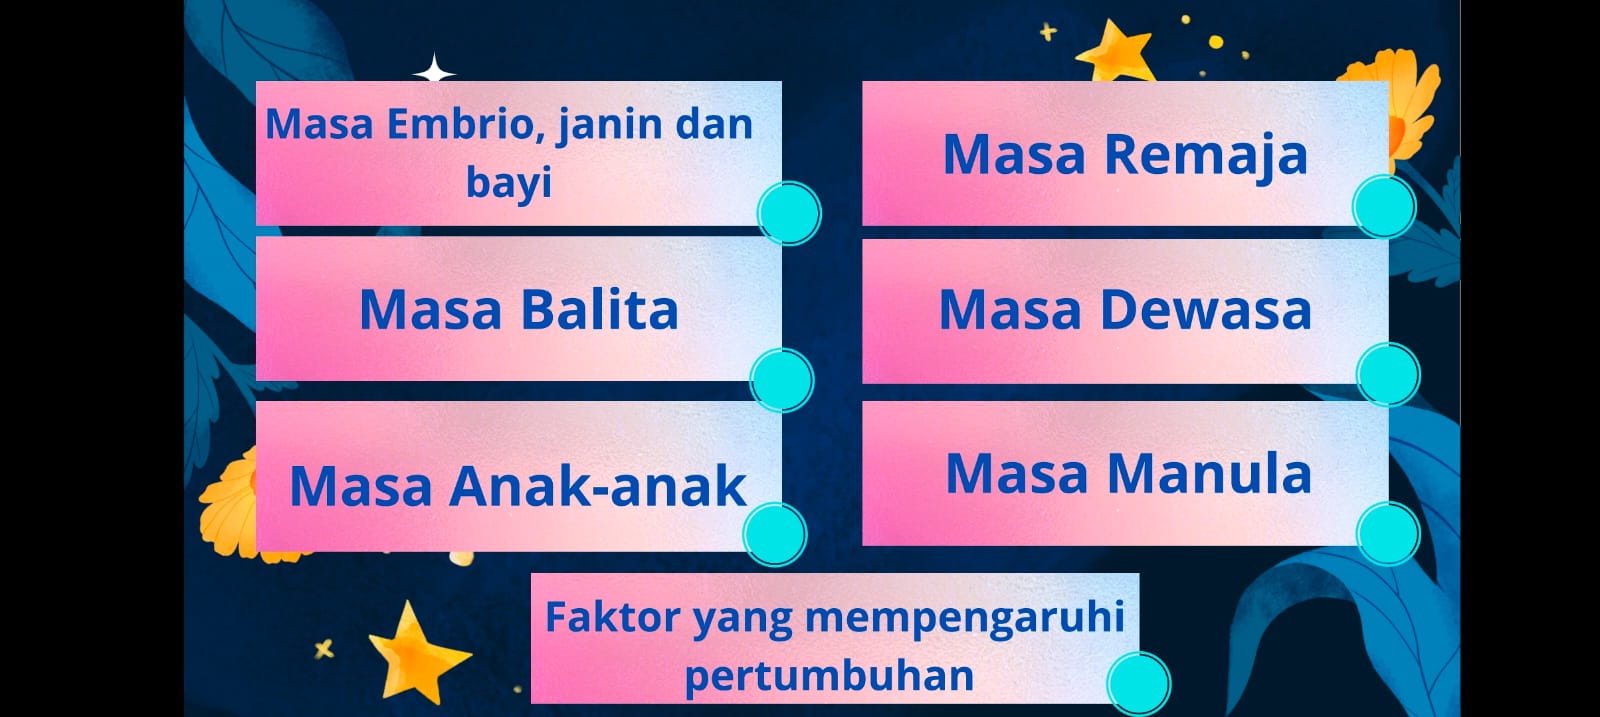 Masa Embrio, janin dan
bayi
Masa Balita
Masa Anak-anak
Masa Remaja
Masa Dewasa
Masa Manula
Faktor yang mempengaruhi
pertumbuhan